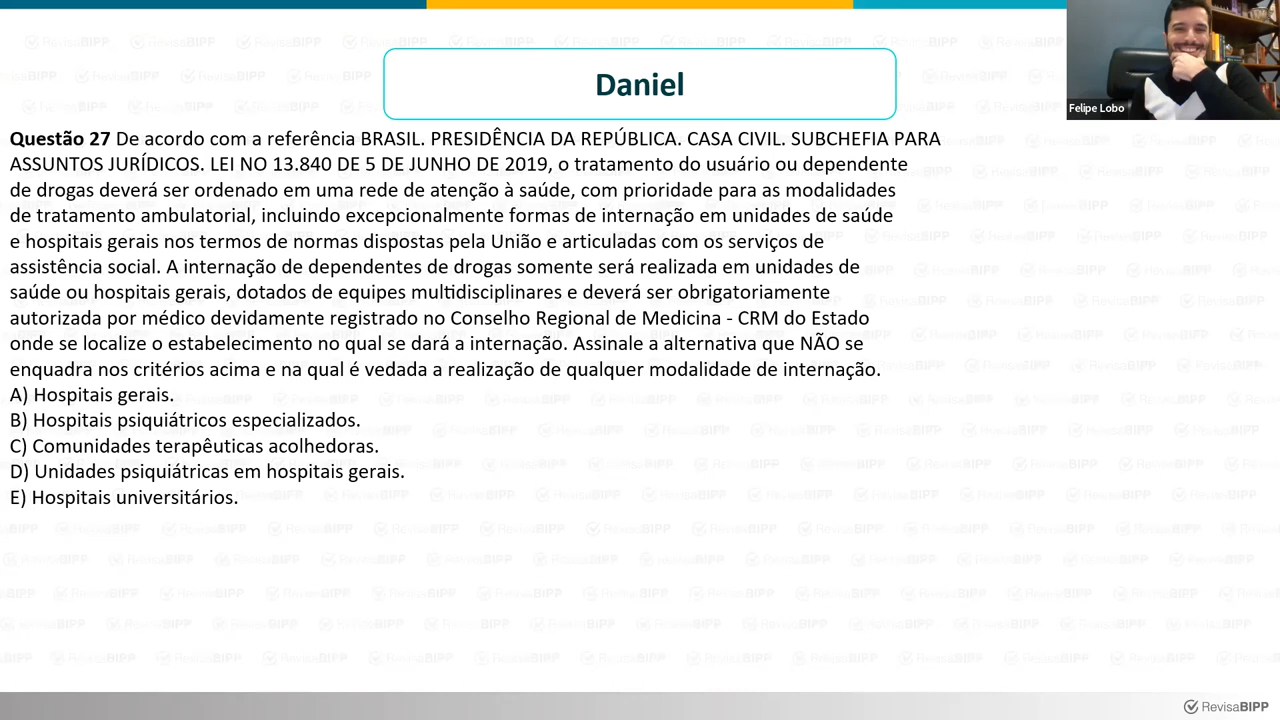 Daniel
Felipe Lobo
Questão 27 De acordo com a referência BRASIL. PRESIDÊNCIA DA REPÚBLICA. CASA CIVIL. SUBCHEFIA PARA
ASSUNTOS JURÍDICOS. LEI NO 13.840 DE 5 DE JUNHO DE 2019, o tratamento do usuário ou dependente
de drogas deverá ser ordenado em uma rede de atenção à saúde, com prioridade para as modalidades
de tratamento ambulatorial, incluindo excepcionalmente formas de internação em unidades de saúde
e hospitais gerais nos termos de normas dispostas pela União e articuladas com os serviços de
assistência social. A internação de dependentes de drogas somente será realizada em unidades de
saúde ou hospitais gerais, dotados de equipes multidisciplinares e deverá ser obrigatoriamente
autorizada por médico devidamente registrado no Conselho Regional de Medicina - CRM do Estado
onde se localize o estabelecimento no qual se dará a internação. Assinale a alternativa que NÃO se
enquadra nos critérios acima e na qual é vedada a realização de qualquer modalidade de internação.
A) Hospitais gerais.
B) Hospitais psiquiátricos especializados.
C) Comunidades terapêuticas acolhedoras.
D) Unidades psiquiátricas em hospitais gerais.
E) Hospitais universitários.
RevisaBIPP